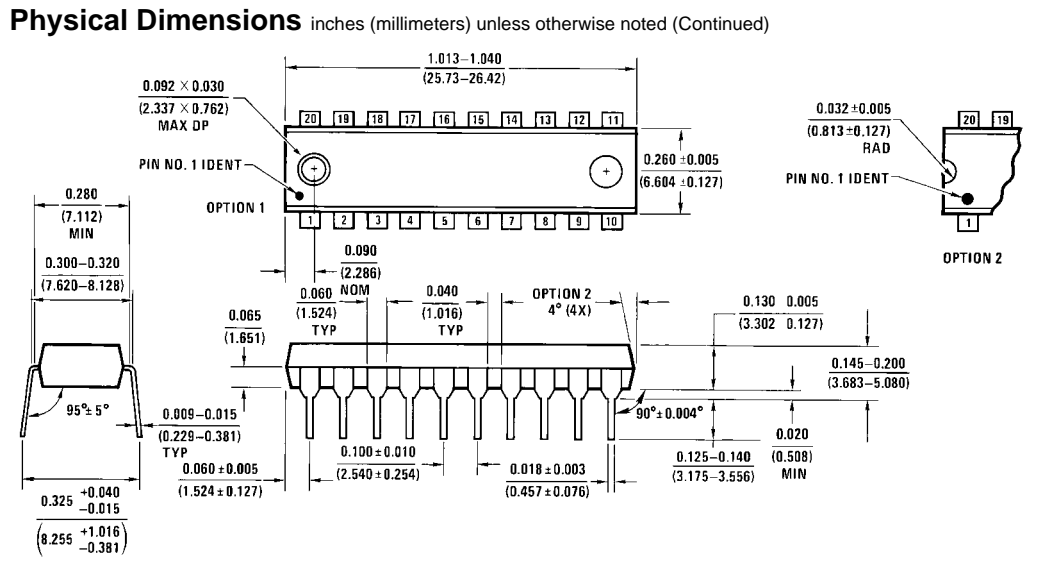 Physical Dimensions inches (millimeters) unless otherwise noted (Continued)
1.013–1.040
(25.73–26.42)
0.092 × 0.030
(2.337 × 0.762)
MAX DP
20 19 18 17 16 15 14 13 12 11
PIN NO. 1 IDENT
OPTION 1
1 2 3 4 5 6 7 8 9 10
0.260 ±0.005
(6.604 ±0.127)
0.032±0.005
(0.813±0.127)
RAD
20 19
PIN NO. 1 IDENT
1
OPTION 2
0.280
(7.112)
MIN
0.300–0.320
(7.620–8.128)
0.090
(2.286)
NOM
0.060
(1.524)
TYP
0.040
(1.016)
TYP
OPTION 2
4° (4X)
0.065
(1.651)
0.130 0.005
(3.302 0.127)
0.145–0.200
(3.683–5.080)
95°± 5°
0.009–0.015
(0.229–0.381)
TYP
90°± 0.004°
0.020
(0.508)
MIN
0.125–0.140
(3.175–3.556)
0.060 ±0.005
(1.524 ±0.127)
0.100±0.010
(2.540±0.254)
0.018 ±0.003
(0.457 ±0.076)
0.325 +0.040
–0.015
(8.255 +1.016
–0.381)